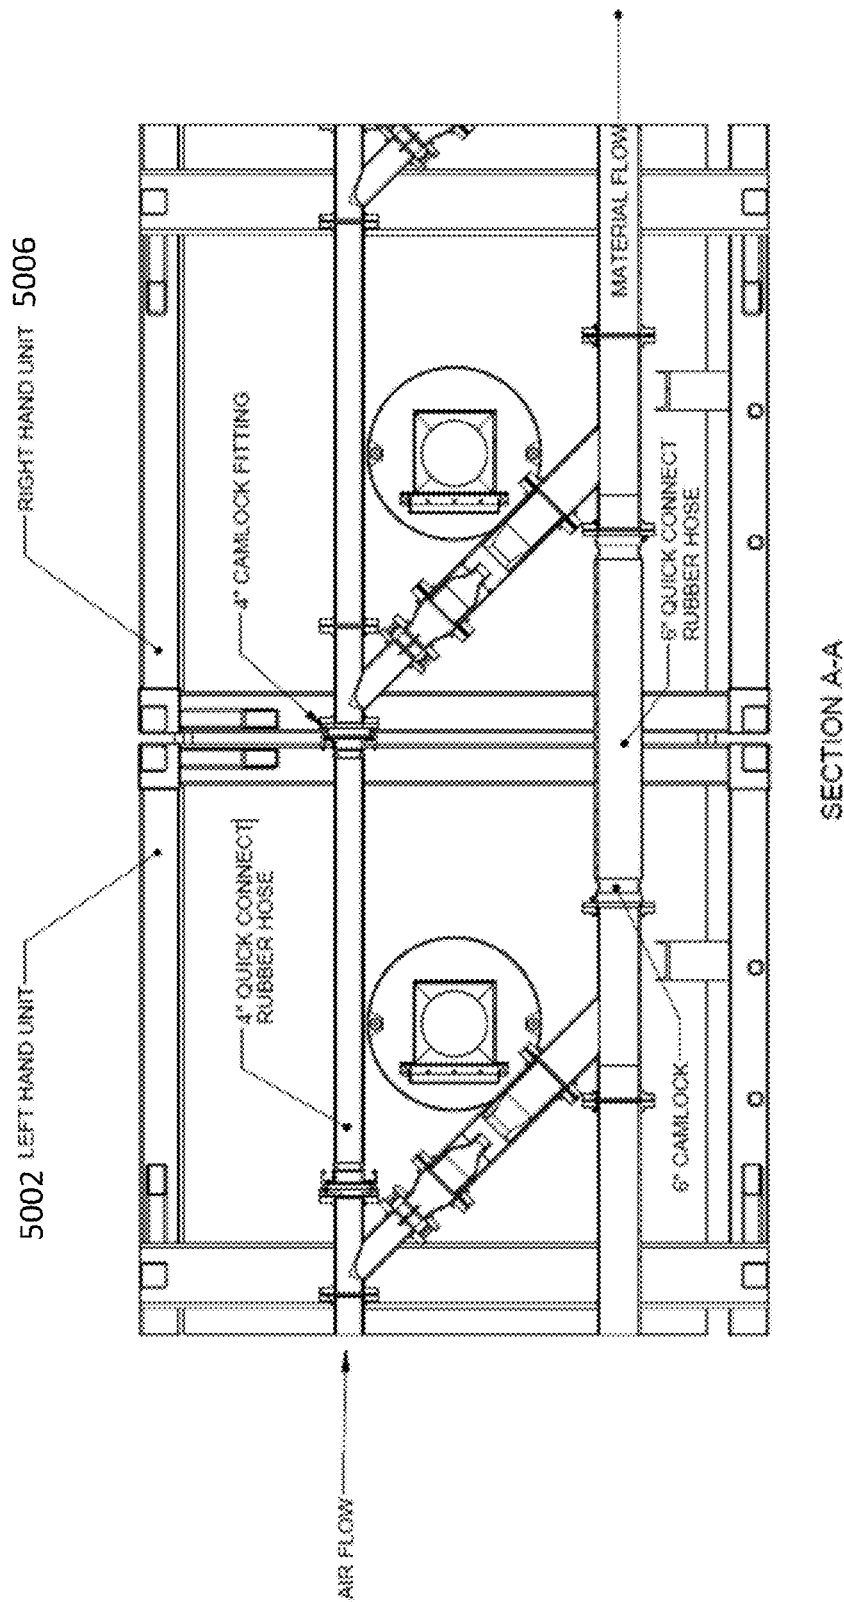 5002 LEFT HAND UNIT
RIGHT HAND UNIT 5006
4" QUICK CONNECT
RUBBER HOSE
4" CAMLOCK FITTING
AIR FLOW
MATERIAL FLOW
6" CAMLOCK
6" QUICK CONNECT
RUBBER HOSE
SECTION A-A